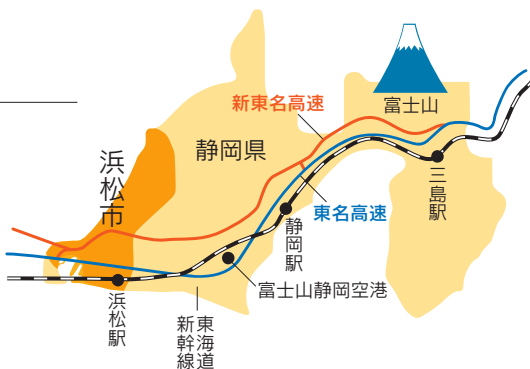 富士山
新東名高速
静岡県
浜松市
三島駅
東名高速
静岡駅
富士山静岡空港
浜松駅
東海道
新幹線